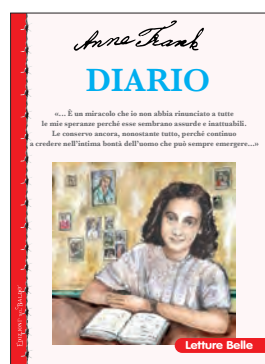 Anne Frank
DIARIO
«... È un miracolo che io non abbia rinunciato a tutte
le mie speranze perché esse sembrano assurde e inattuabili.
Le conservo ancora, nonostante tutto, perché continuo
a credere nell'intima bontà dell'uomo che può sempre emergere...»
Letture Belle